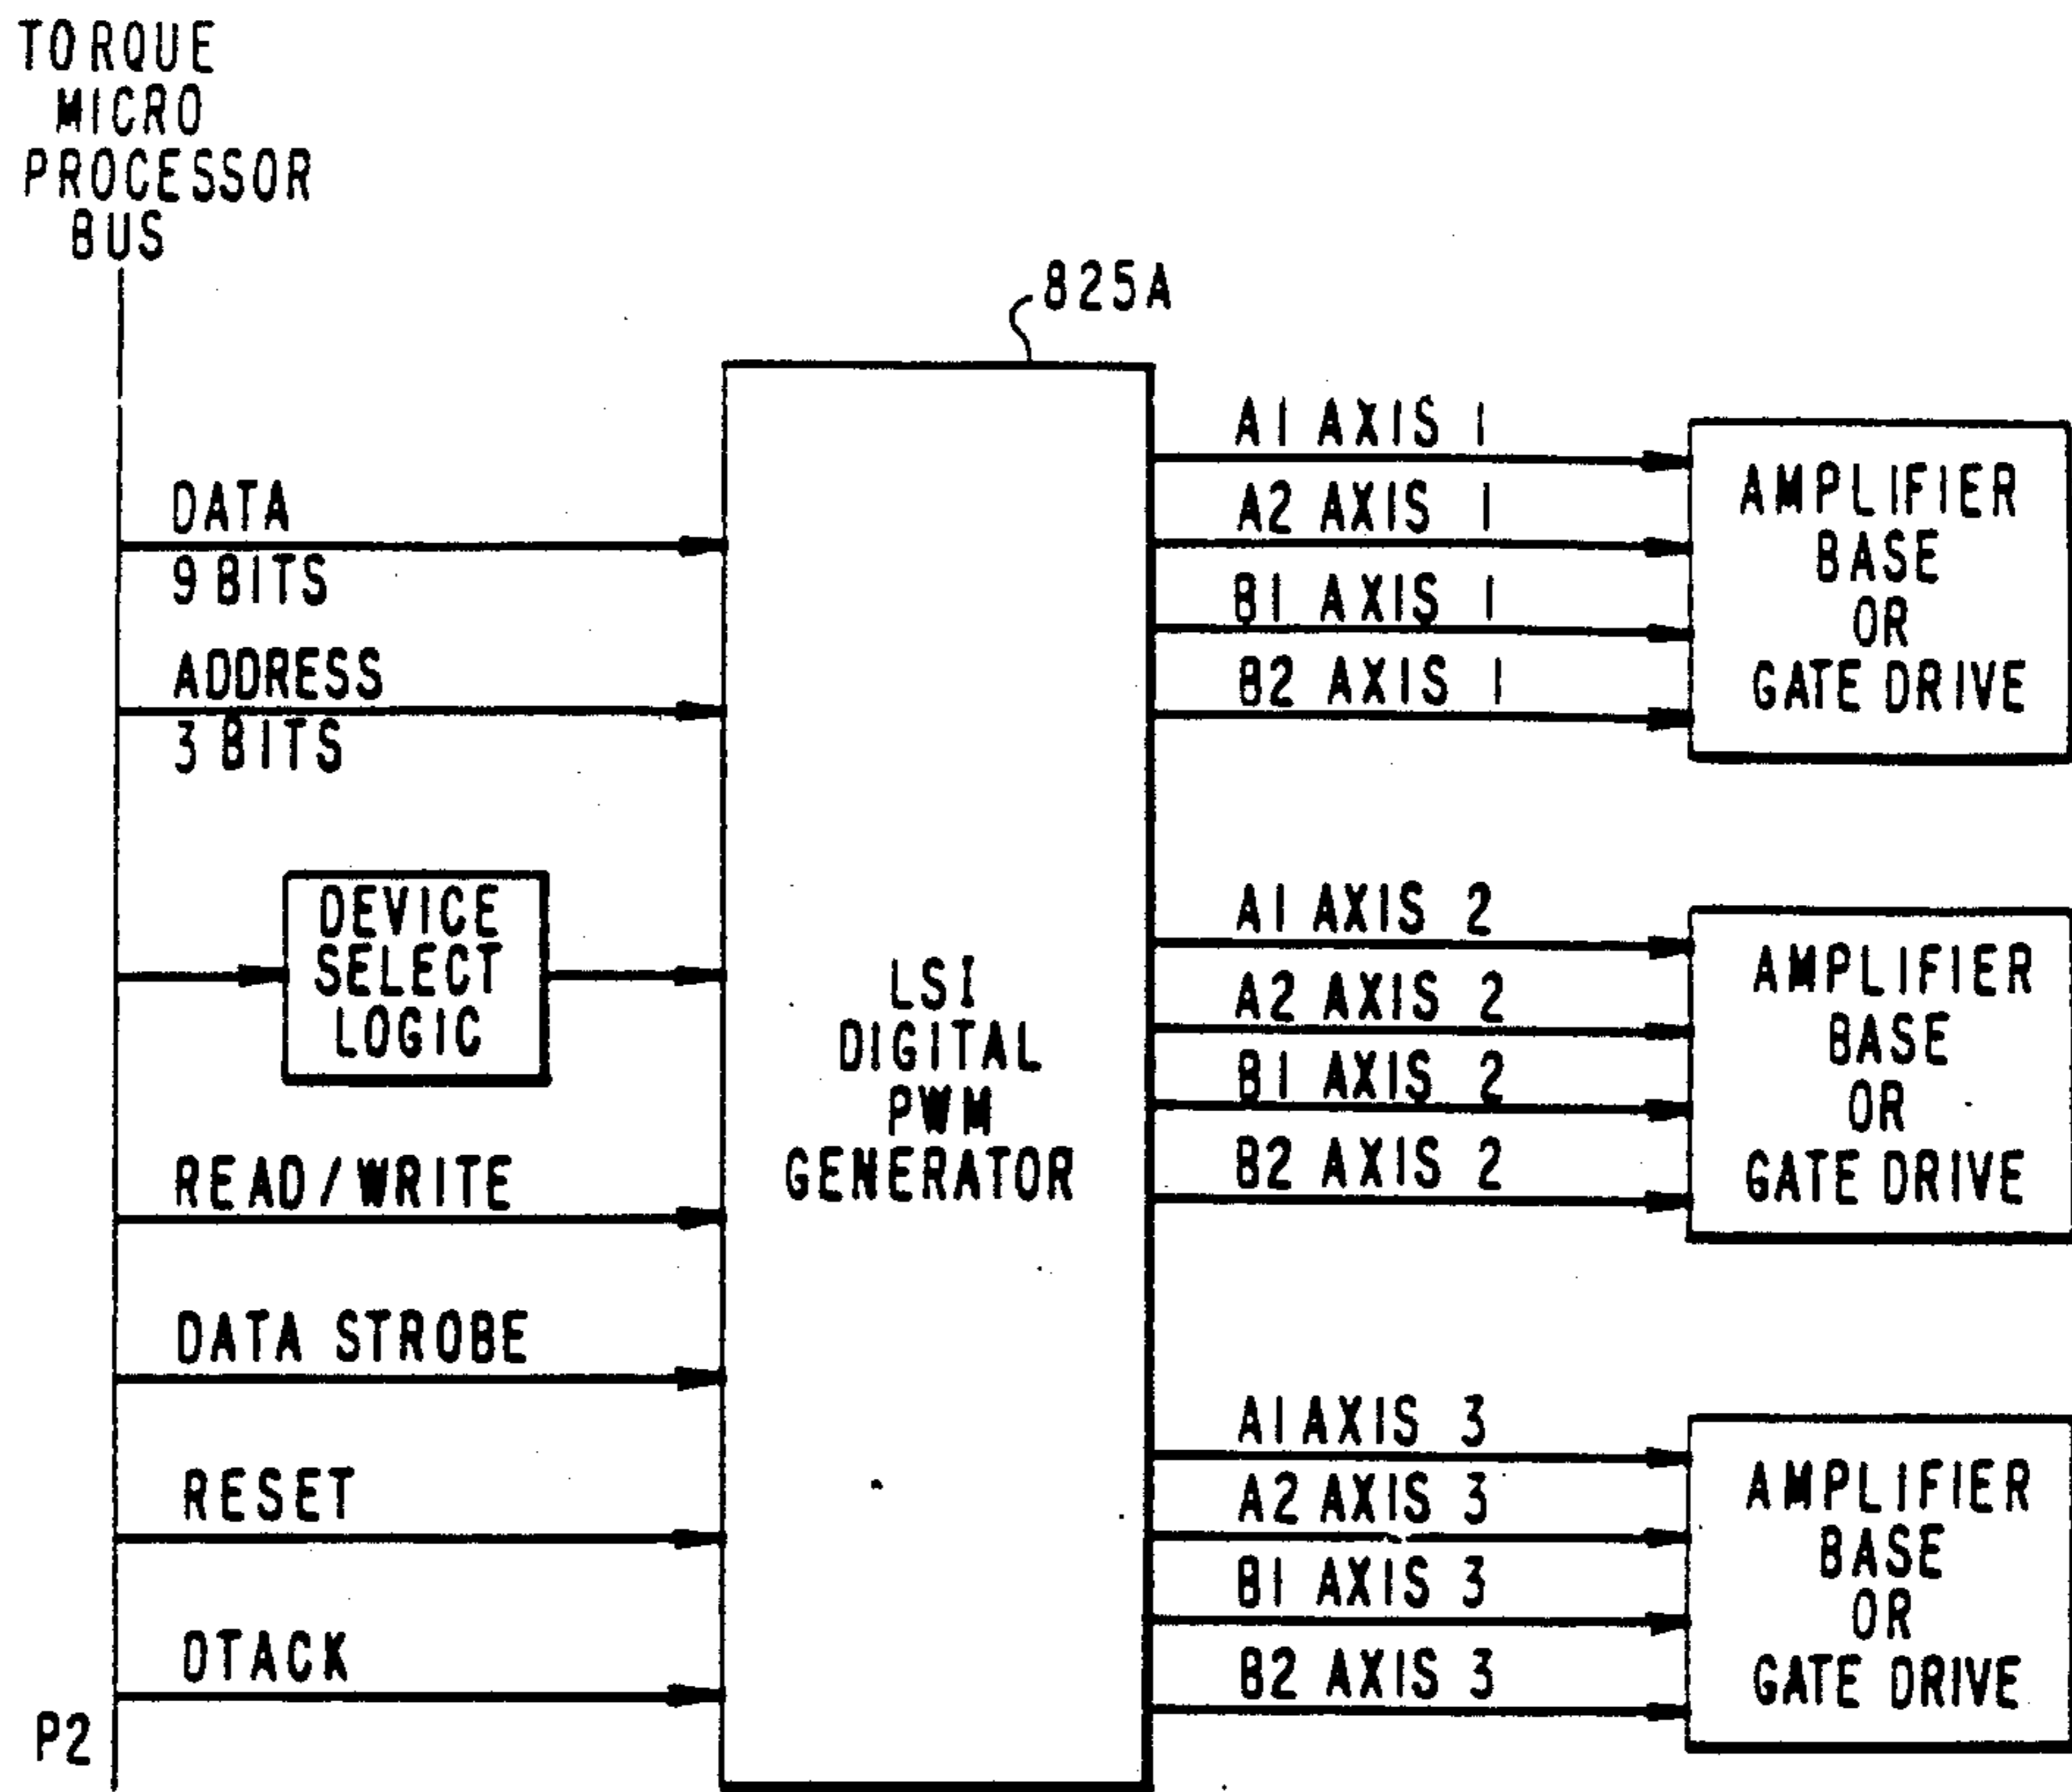 TORQUE
MICRO
PROCESSOR
BUS
825A
DATA
9 BITS
ADDRESS
3 BITS
DEVICE
SELECT
LOGIC
READ/WRITE
DATA STROBE
RESET
DTACK
P2
LSI
DIGITAL
PWM
GENERATOR
A1 AXIS 1
A2 AXIS 1
B1 AXIS 1
B2 AXIS 1
AMPLIFIER
BASE
OR
GATE DRIVE
A1 AXIS 2
A2 AXIS 2
B1 AXIS 2
B2 AXIS 2
AMPLIFIER
BASE
OR
GATE DRIVE
A1 AXIS 3
A2 AXIS 3
B1 AXIS 3
B2 AXIS 3
AMPLIFIER
BASE
OR
GATE DRIVE